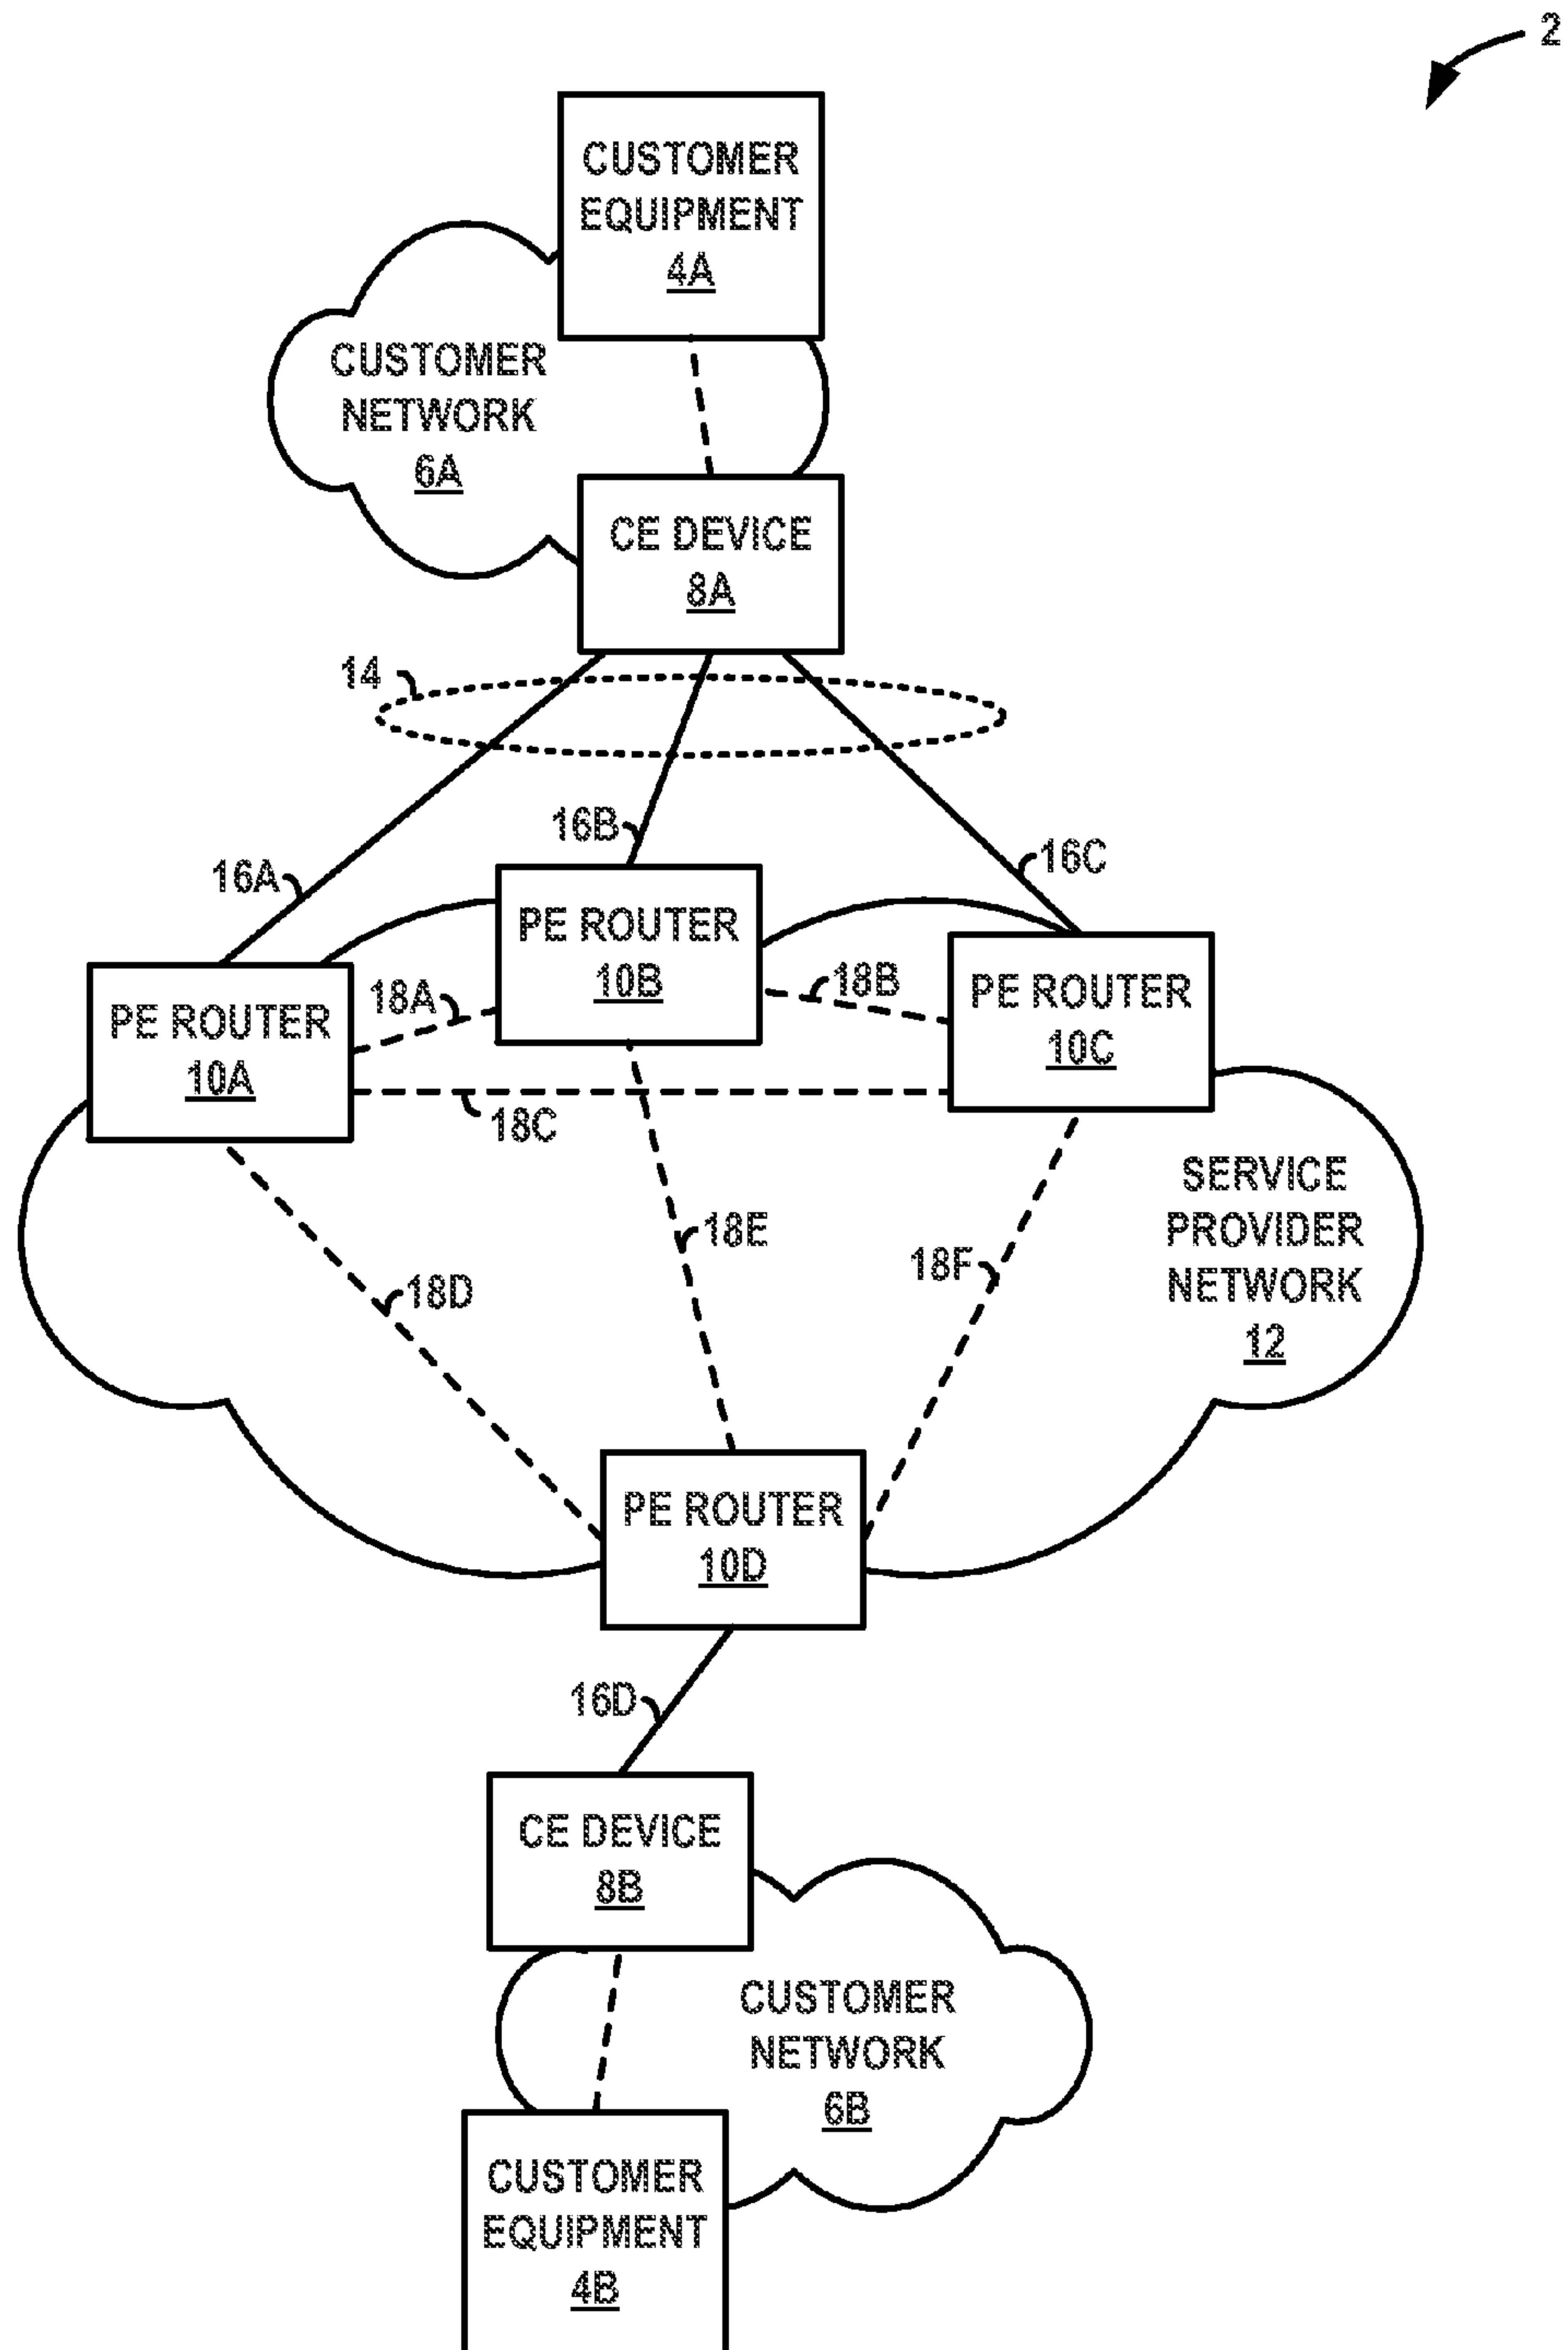 2
CUSTOMER
EQUIPMENT
4A
CUSTOMER
NETWORK
6A
CE DEVICE
8A
14
16B
16A
16C
PE ROUTER
10B
18A
18B
PE ROUTER
10A
PE ROUTER
10C
18C
SERVICE
PROVIDER
NETWORK
12
18E
18F
18D
PE ROUTER
10D
16D
CE DEVICE
8B
CUSTOMER
NETWORK
6B
CUSTOMER
EQUIPMENT
4B